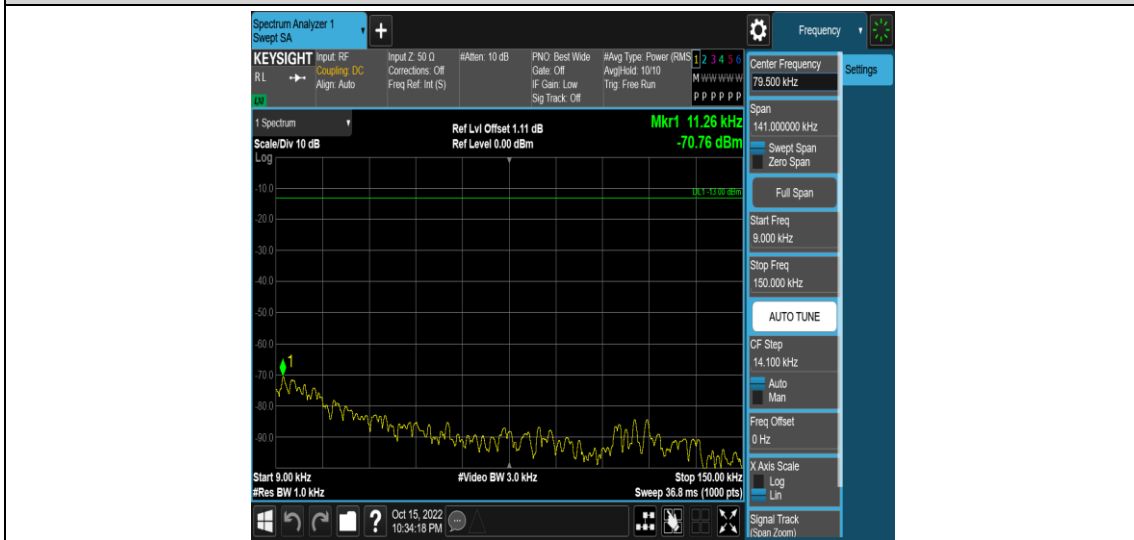 Spectrum Analyzer 1
Swept SA
+
Frequency
KEYSIGHT
RL
LXI
Input: RF
Coupling: DC
Align: Auto
Input Z: 50 Ω
Corrections: Off
Freq Ref: Int (S)
#Atten: 10 dB
PNO: Best Wide
Gate: Off
IF Gain: Low
Sig Track: Off
#Avg Type: Power (RMS
Avg|Hold: 10/10
Trig: Free Run
1 2 3 4 5 6
M W W W W W
P P P P P P
1 Spectrum
Scale/Div 10 dB
Log
Ref Lvl Offset 1.11 dB
Ref Level 0.00 dBm
Mkr1 11.26 kHz
-70.76 dBm
DL1 -13.00 dBm
-10.0
-20.0
-30.0
-40.0
-50.0
-60.0
-70.0
-80.0
-90.0
1
Start 9.00 kHz
#Res BW 1.0 kHz
#Video BW 3.0 kHz
Stop 150.00 kHz
Sweep 36.8 ms (1000 pts)
Center Frequency
79.500 kHz
Settings
Span
141.000000 kHz
Swept Span
Zero Span
Full Span
Start Freq
9.000 kHz
Stop Freq
150.000 kHz
AUTO TUNE
CF Step
14.100 kHz
Auto
Man
Freq Offset
0 Hz
X Axis Scale
Log
Lin
Signal Track
(Span Zoom)
?
Oct 15, 2022
10:34:18 PM